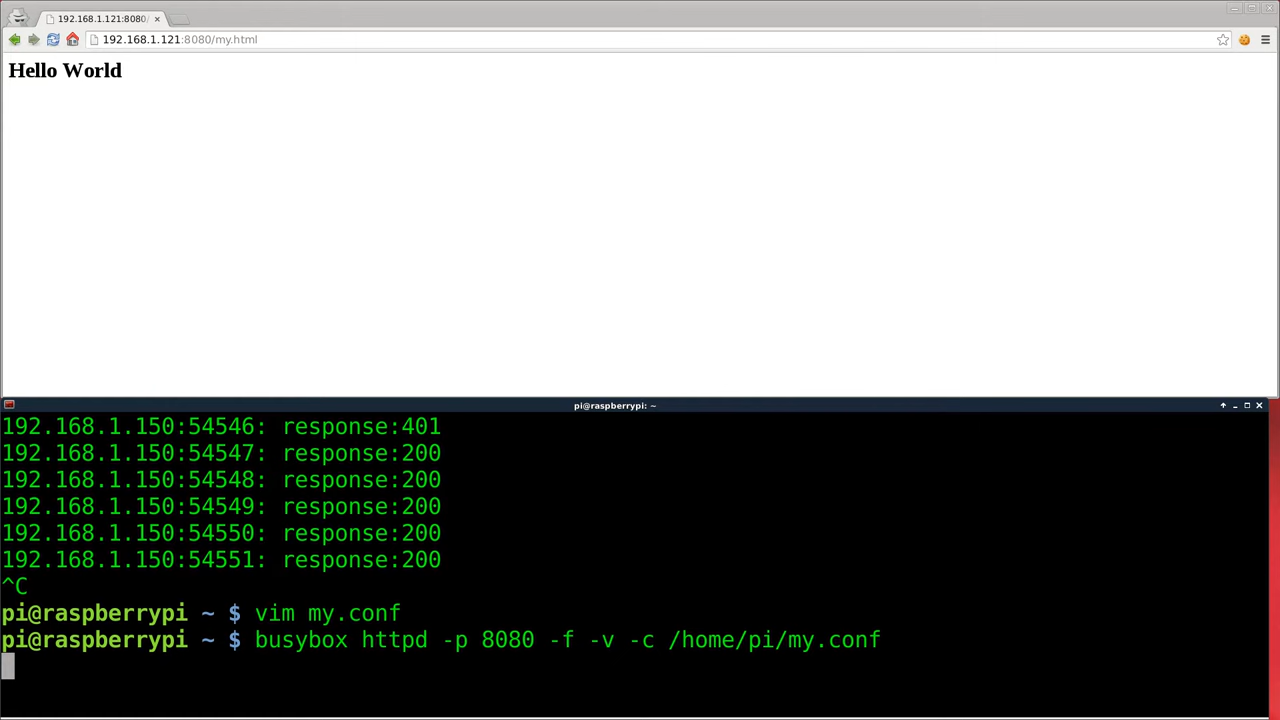 192.168.1.121:8080/
192.168.1.121:8080/my.html
Hello World
pi@raspberrypi: ~
192.168.1.150:54546: response:401
192.168.1.150:54547: response:200
192.168.1.150:54548: response:200
192.168.1.150:54549: response:200
192.168.1.150:54550: response:200
192.168.1.150:54551: response:200
^C
pi@raspberrypi ~ $ vim my.conf
pi@raspberrypi ~ $ busybox httpd -p 8080 -f -v -c /home/pi/my.conf